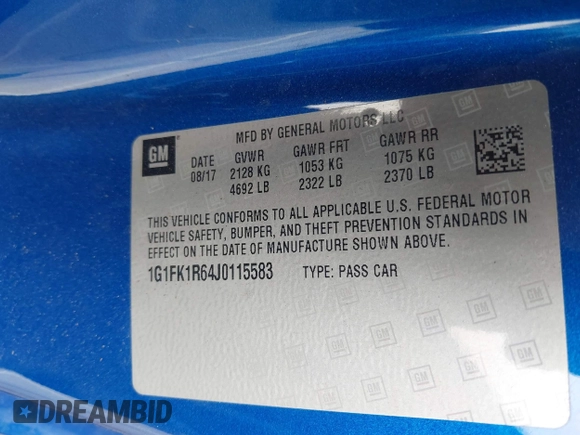 MFD BY GENERAL MOTORS LLC
GM
DATE GVWR GAWR FRT GAWR RR
08/17 2128 KG 1053 KG 1075 KG
4692 LB 2322 LB 2370 LB
THIS VEHICLE CONFORMS TO ALL APPLICABLE U.S. FEDERAL MOTOR
VEHICLE SAFETY, BUMPER, AND THEFT PREVENTION STANDARDS
IN EFFECT ON THE DATE OF MANUFACTURE SHOWN ABOVE.
1G1FK1R64J0115583 TYPE: PASS CAR
DREAMBID